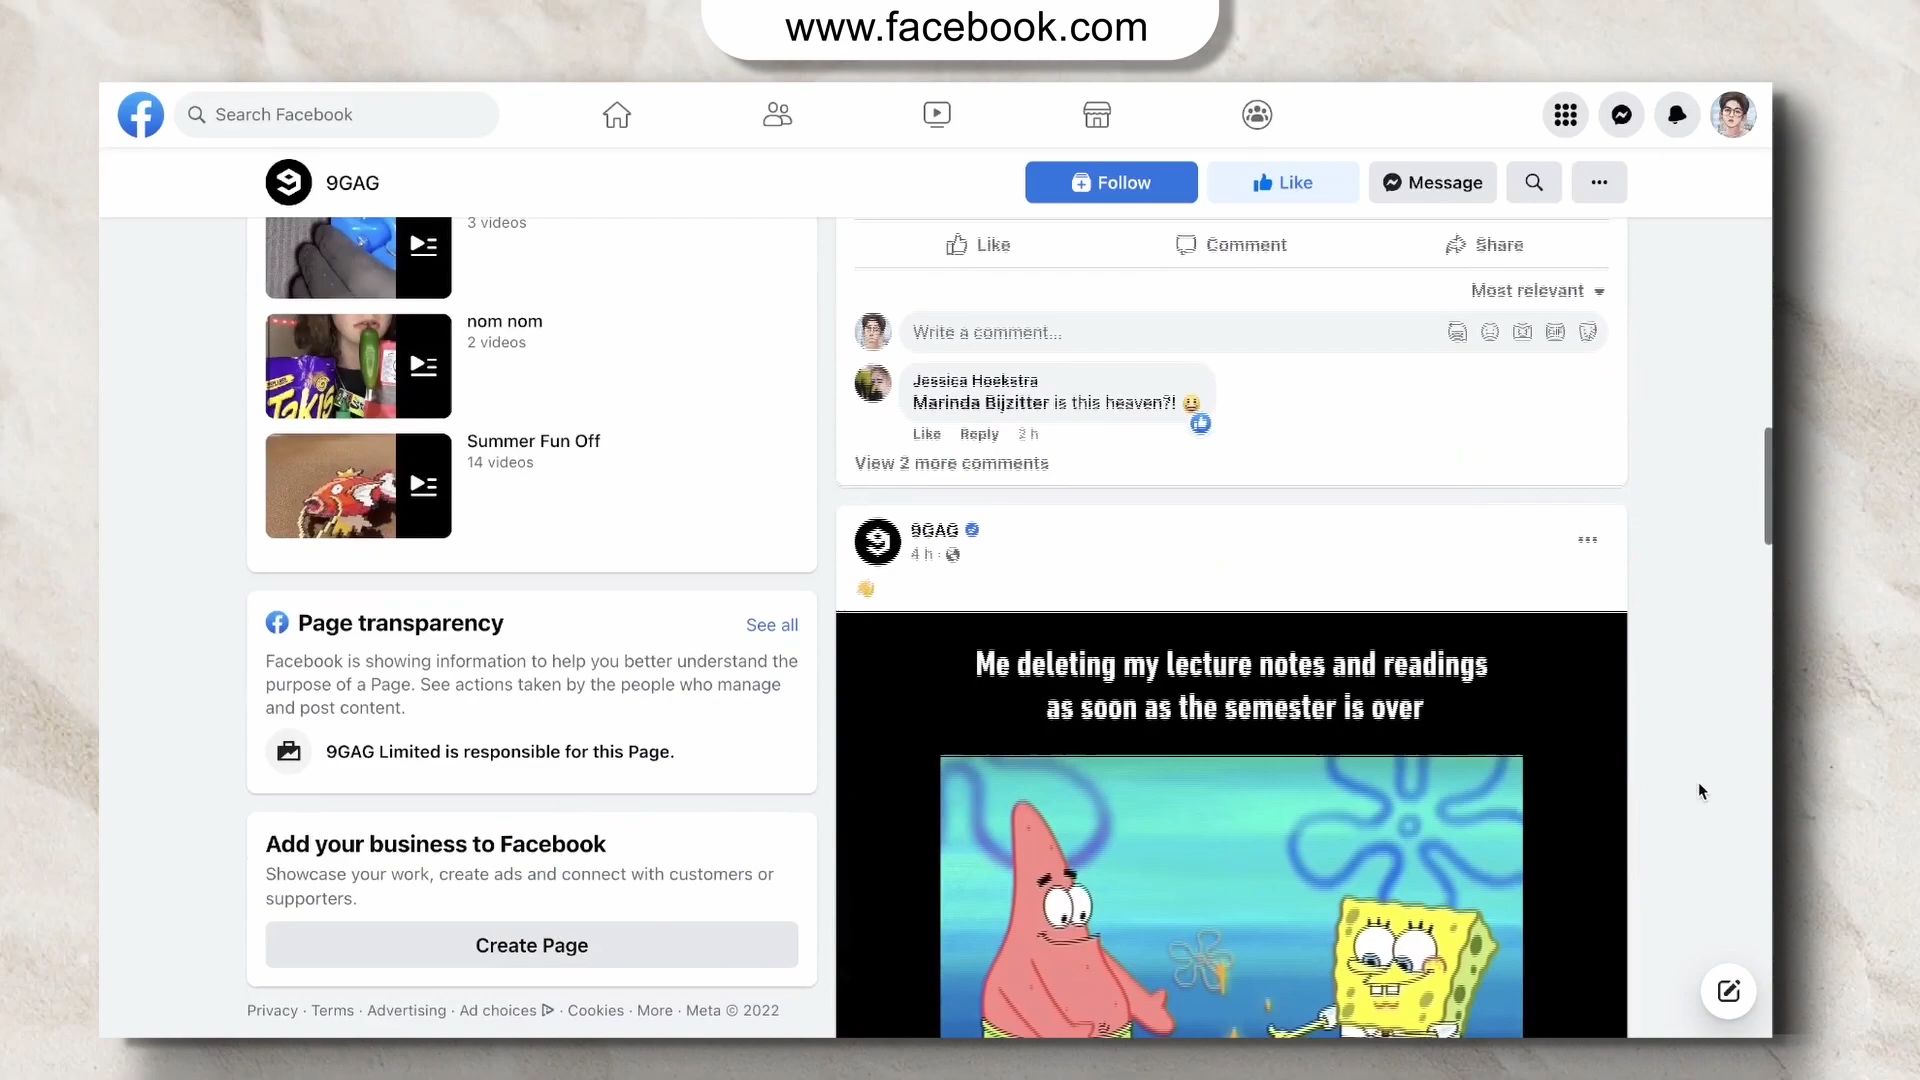 www.facebook.com
Search Facebook
9GAG
Follow
Like
Message
3 videos
nom nom
2 videos
TAKIS
Summer Fun Off
14 videos
Page transparency
See all
Facebook is showing information to help you better understand the
purpose of a Page. See actions taken by the people who manage
and post content.
9GAG Limited is responsible for this Page.
Add your business to Facebook
Showcase your work, create ads and connect with customers or
supporters.
Create Page
Privacy · Terms · Advertising · Ad choices · Cookies · More · Meta © 2022
Like
Comment
Share
Most relevant
Write a comment...
Jessica Hoekstra
Marinda Bijzitter is this heaven?! 😀
Like Reply 2 h
View 2 more comments
9GAG
4 h ·
Me deleting my lecture notes and readings
as soon as the semester is over